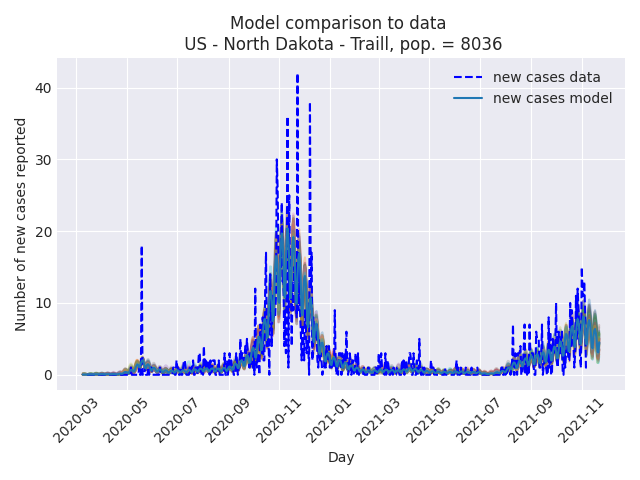 Model comparison to data
US - North Dakota - Traill, pop. = 8036
new cases data
new cases model
Number of new cases reported
40
30
20
10
0
2020-03
2020-05
2020-07
2020-09
2020-11
2021-01
2021-03
2021-05
2021-07
2021-09
2021-11
Day